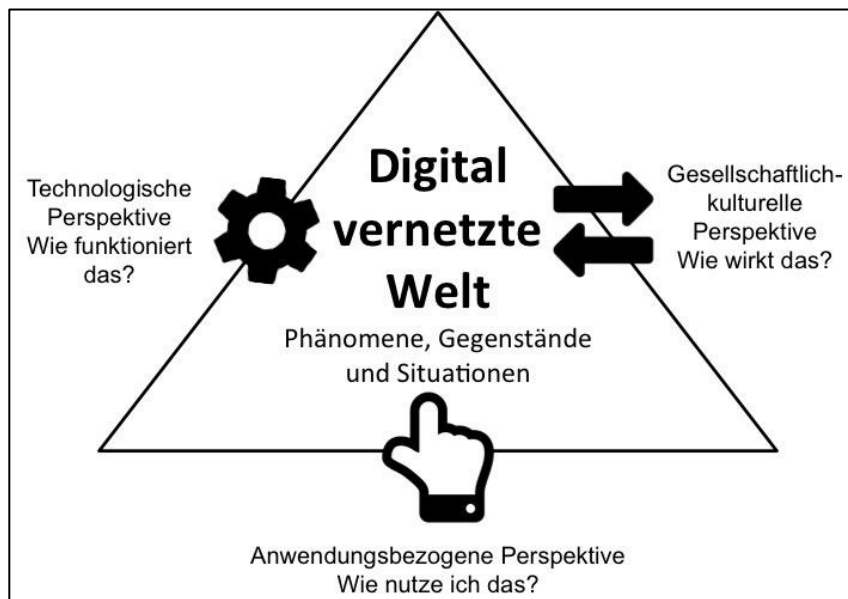 Digital
vernetzte
Welt
Phänomene, Gegenstände
und Situationen
Technologische
Perspektive
Wie funktioniert
das?
Gesellschaftlich-
kulturelle
Perspektive
Wie wirkt das?
Anwendungsbezogene Perspektive
Wie nutze ich das?